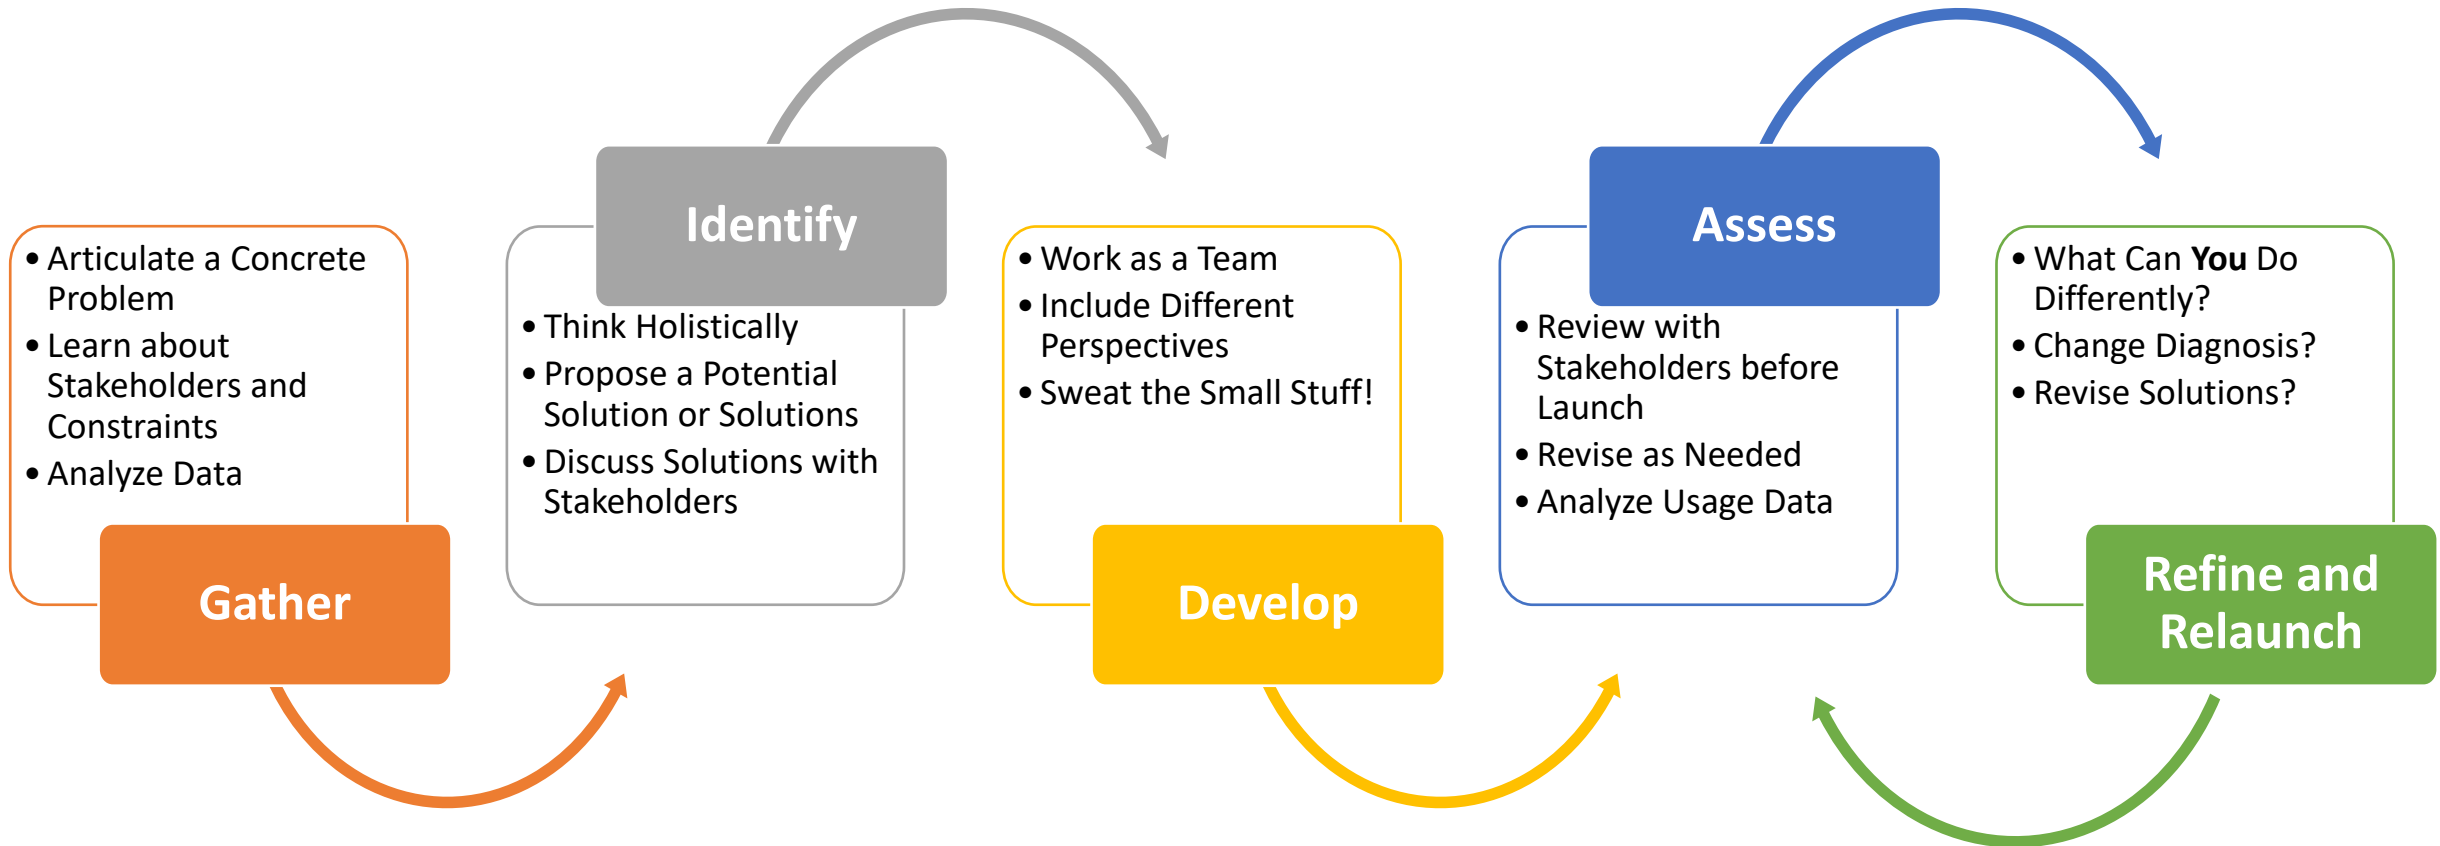 • Articulate a Concrete
Problem
• Learn about
Stakeholders and
Constraints
• Analyze Data
Gather
Identify
• Think Holistically
• Propose a Potential
Solution or Solutions
• Discuss Solutions with
Stakeholders
• Work as a Team
• Include Different
Perspectives
• Sweat the Small Stuff!
Develop
Assess
• Review with
Stakeholders before
Launch
• Revise as Needed
• Analyze Usage Data
• What Can You Do
Differently?
• Change Diagnosis?
• Revise Solutions?
Refine and
Relaunch